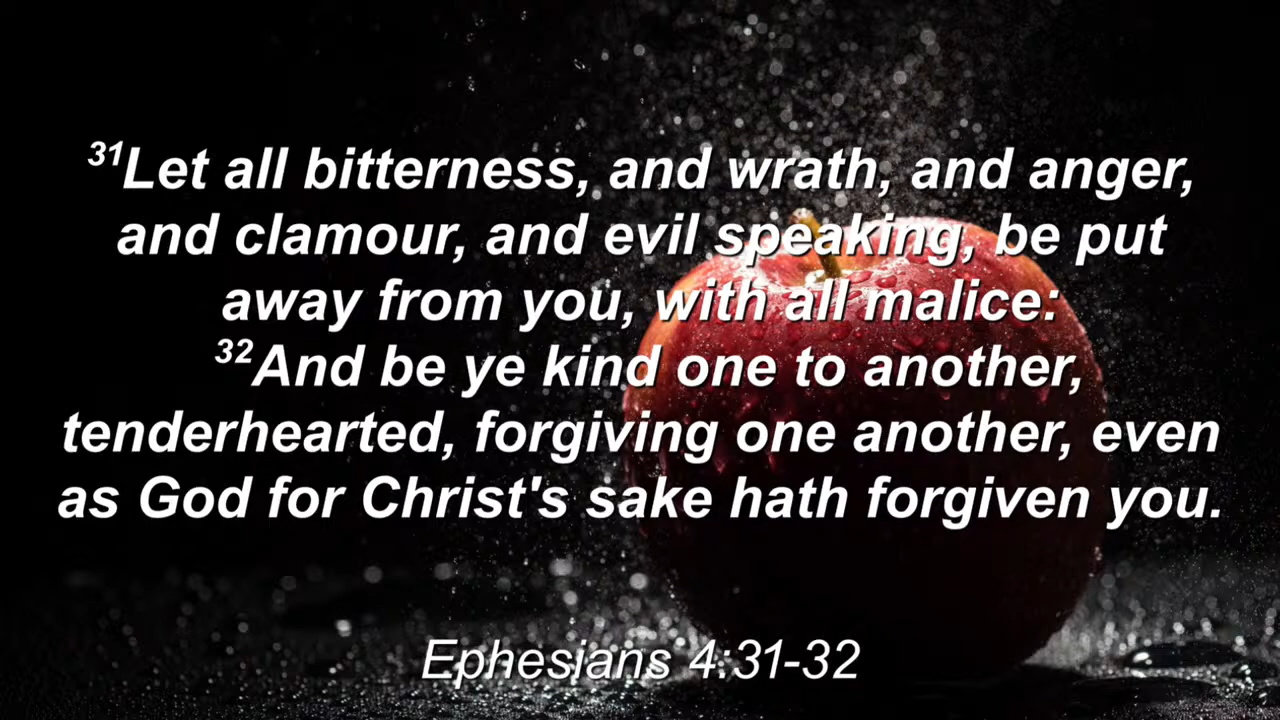 ³¹Let all bitterness, and wrath, and anger,
and clamour, and evil speaking, be put
away from you, with all malice:
³²And be ye kind one to another,
tenderhearted, forgiving one another, even
as God for Christ's sake hath forgiven you.
Ephesians 4:31-32